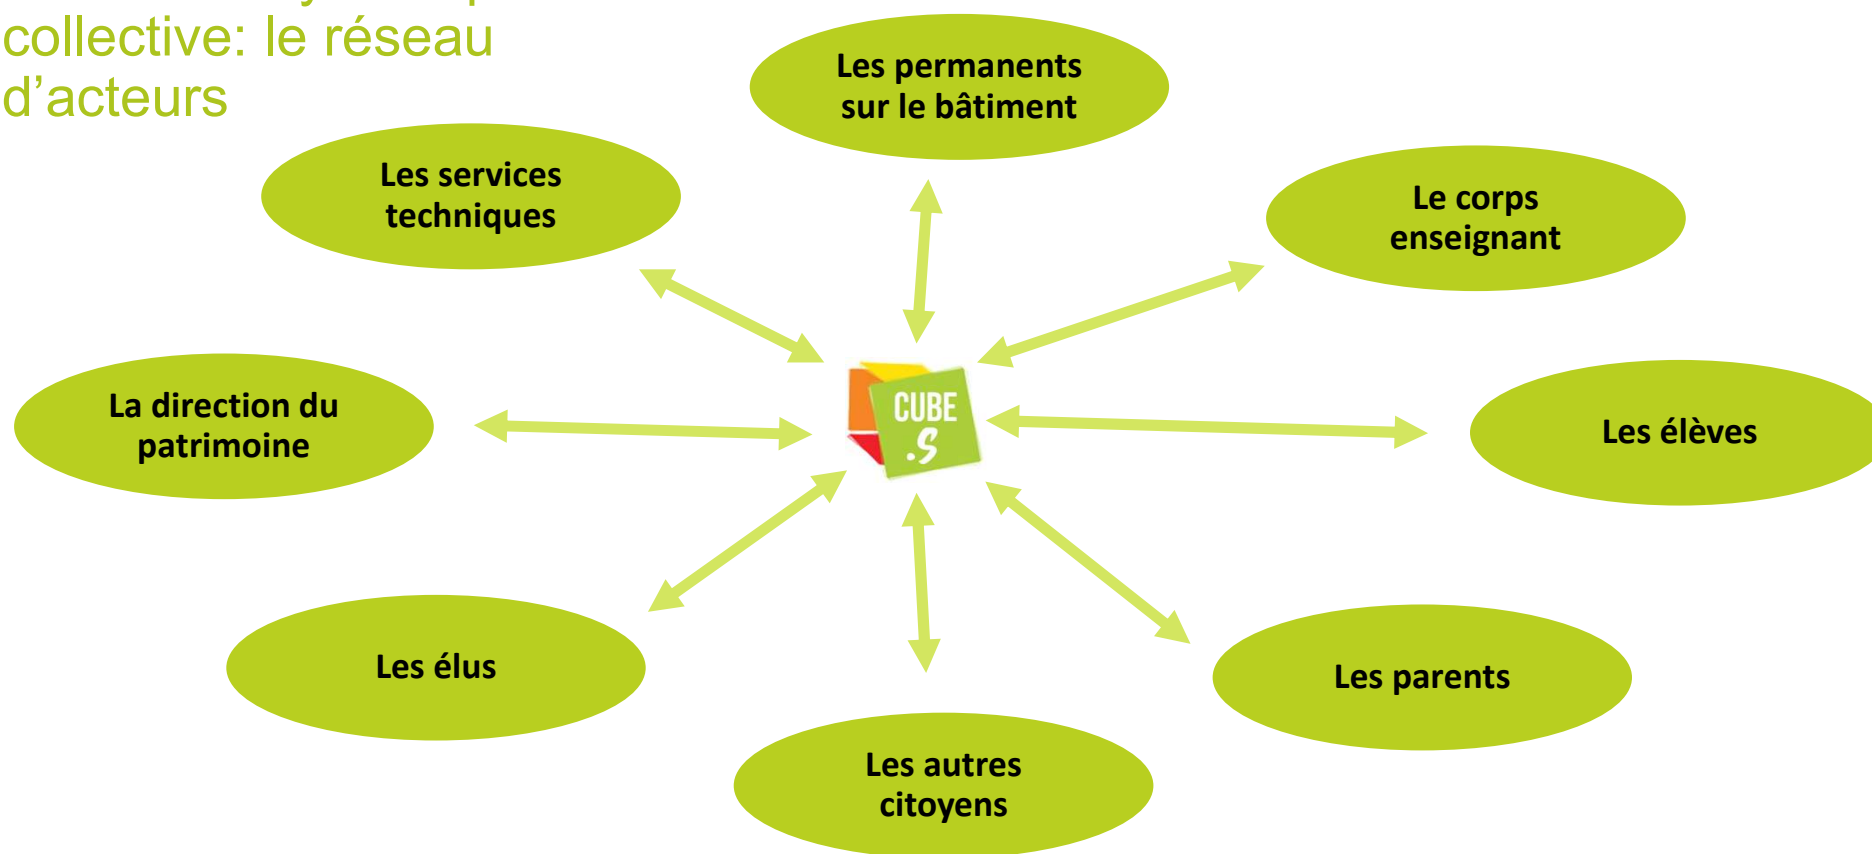 collective: le réseau
d’acteurs
Les permanents
sur le bâtiment
Les services
techniques
Le corps
enseignant
La direction du
patrimoine
CUBE
.S
Les élèves
Les élus
Les parents
Les autres
citoyens